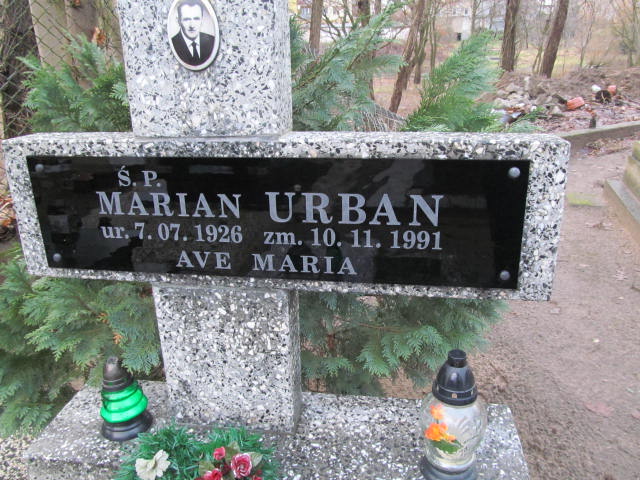 Ś. P.
MARIAN URBAN
ur. 7. 07. 1926 zm. 10. 11. 1991
AVE MARIA